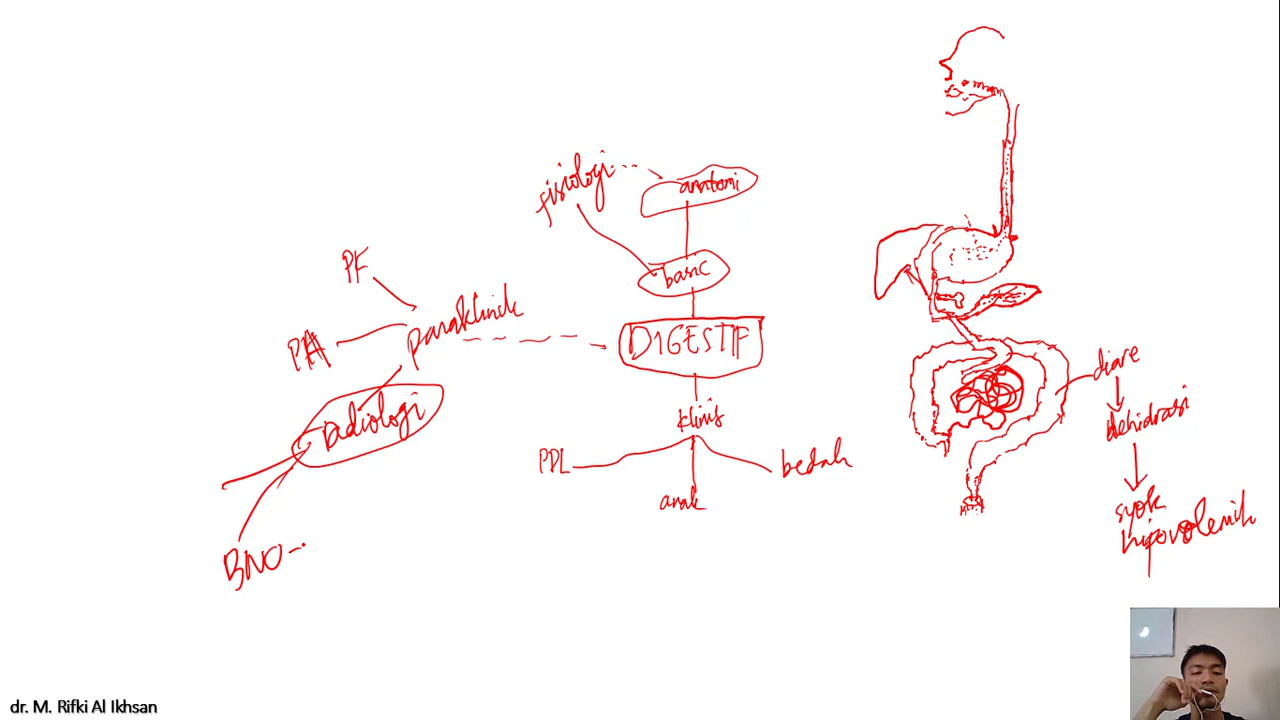 fisiologi
anatomi
basic
PF
paraklinik
PA
DIGESTIF
Radiologi
klinis
PDL
anak
bedah
BNO
diare
dehidrasi
syok
hipovolemik
dr. M. Rifki Al Ikhsan